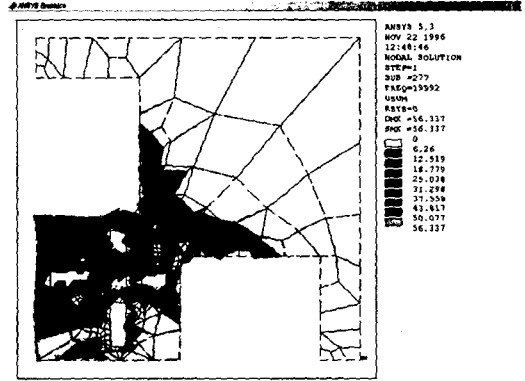 ANSYS Graphics
ANSYS 5.3
NOV 22 1996
12:48:46
NODAL SOLUTION
STEP=1
SUB =277
FREQ=19992
USUM
RSYS=0
DMX =56.337
SMX =56.337
0
6.26
12.519
18.779
25.038
31.298
37.558
43.817
50.077
56.337